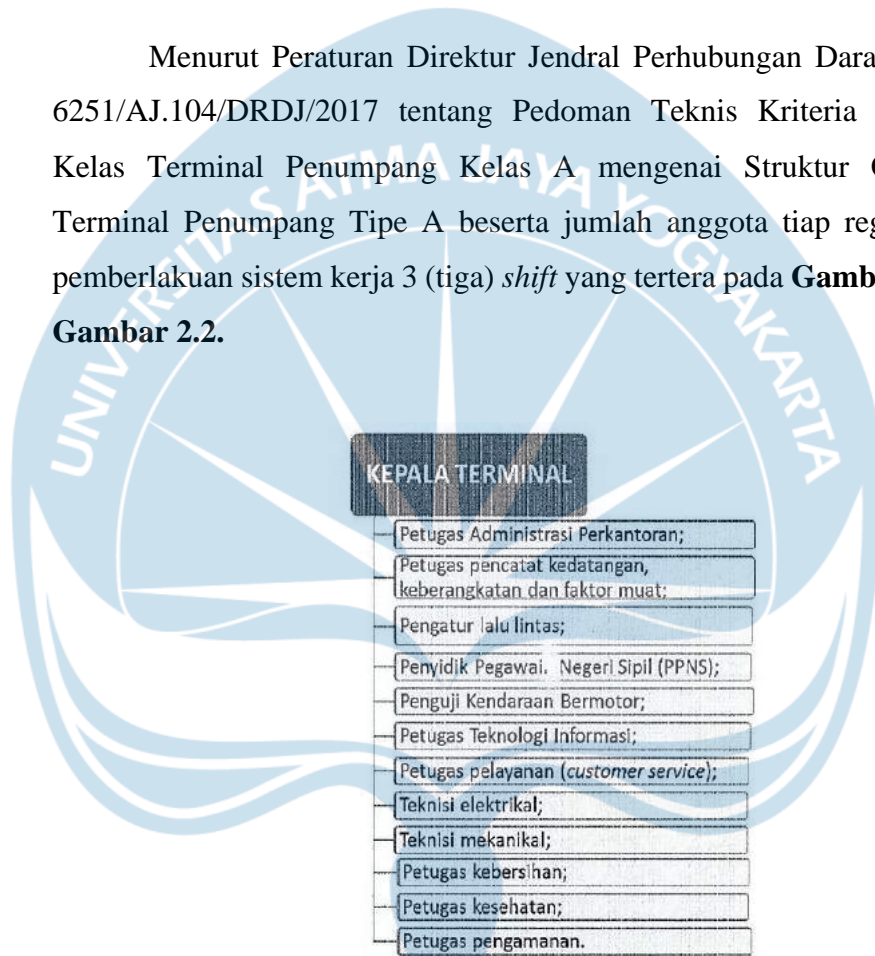 Menurut Peraturan Direktur Jendral Perhubungan Dara
6251/AJ.104/DRDJ/2017 tentang Pedoman Teknis Kriteria
Kelas Terminal Penumpang Kelas A mengenai Struktur
Terminal Penumpang Tipe A beserta jumlah anggota tiap reg
pemberlakuan sistem kerja 3 (tiga) shift yang tertera pada Gamb
Gambar 2.2.
UNIVERSITAS ATMA JAYA YOGYAKARTA
KEPALA TERMINAL
Petugas Administrasi Perkantoran;
Petugas pencatat kedatangan,
keberangkatan dan faktor muat;
Pengatur lalu lintas;
Penyidik Pegawai. Negeri Sipil (PPNS);
Penguji Kendaraan Bermotor;
Petugas Teknologi Informasi;
Petugas pelayanan (customer service);
Teknisi elektrikal;
Teknisi mekanikal;
Petugas kebersihan;
Petugas kesehatan;
Petugas pengamanan.